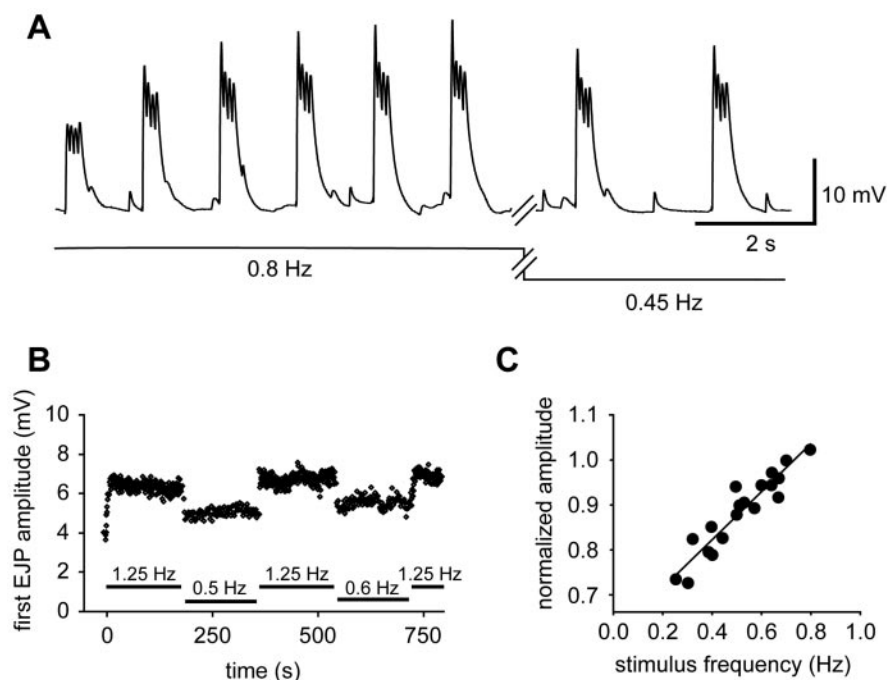 A
10 mV
2 s
0.8 Hz
0.45 Hz
B
first EJP amplitude (mV)
10
8
6
4
2
0
1.25 Hz
0.5 Hz
1.25 Hz
0.6 Hz
1.25 Hz
0
250
500
750
time (s)
C
normalized amplitude
1.1
1.0
0.9
0.8
0.7
0.0
0.2
0.4
0.6
0.8
1.0
stimulus frequency (Hz)